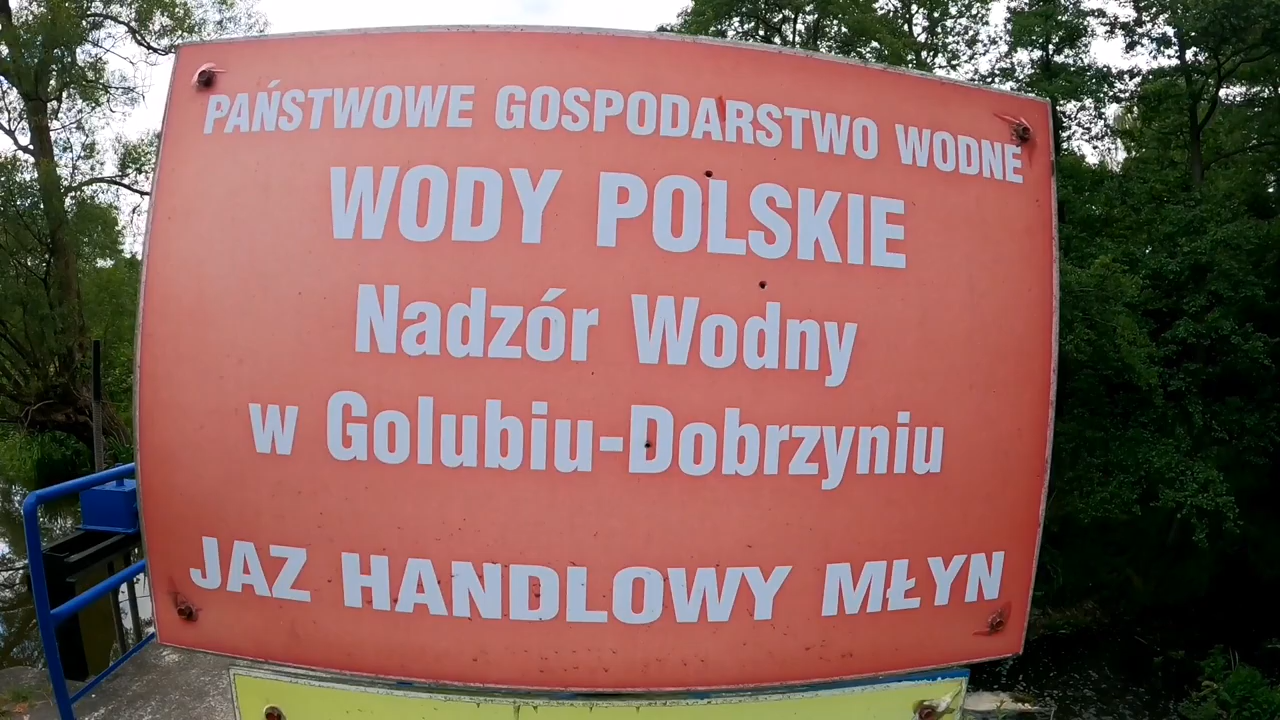 PAŃSTWOWE GOSPODARSTWO WODNE
WODY POLSKIE
Nadzór Wodny
w Golubiu-Dobrzyniu
JAZ HANDLOWY MŁYN